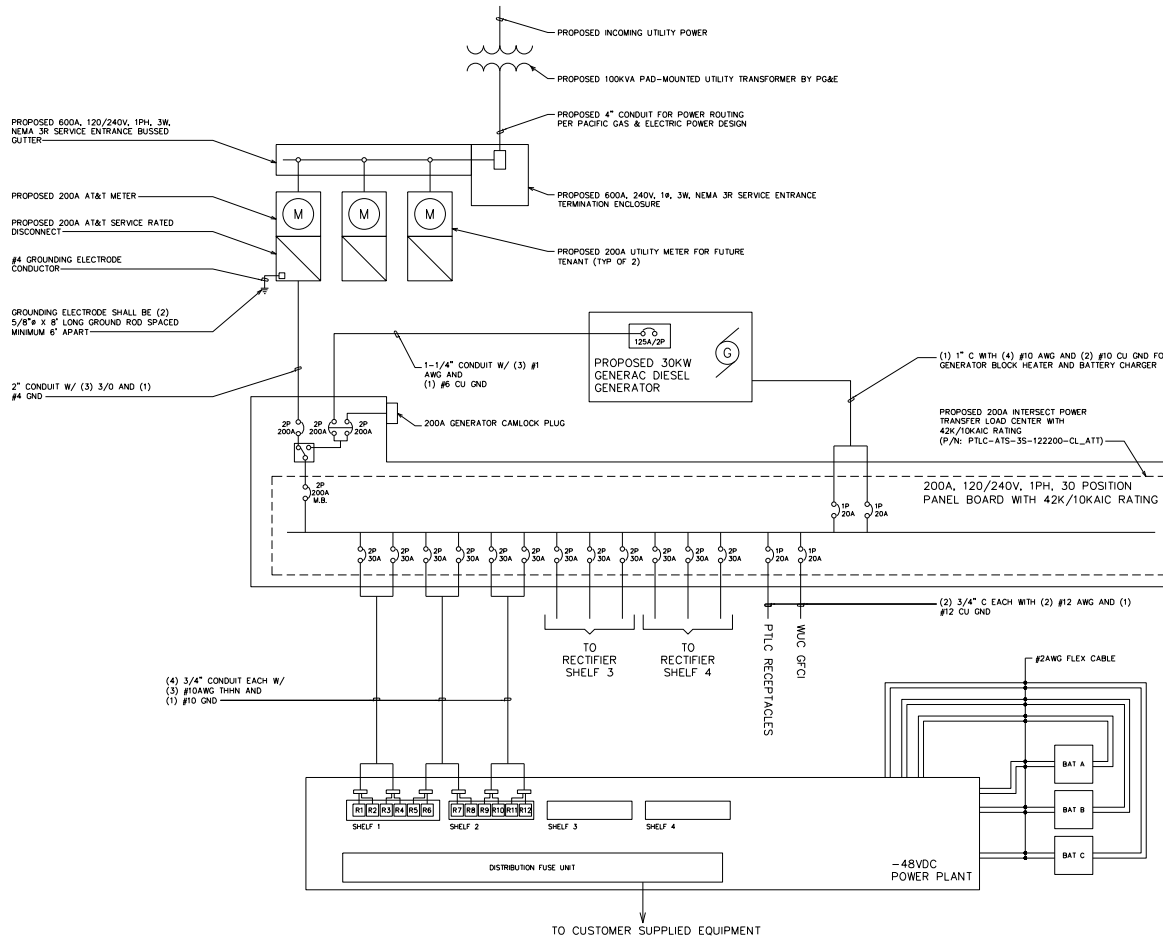 PROPOSED INCOMING UTILITY POWER
PROPOSED 100KVA PAD-MOUNTED UTILITY TRANSFORMER BY PG&E
PROPOSED 4" CONDUIT FOR POWER ROUTING
PER PACIFIC GAS & ELECTRIC POWER DESIGN
PROPOSED 600A, 120/240V, 1PH, 3W,
NEMA 3R SERVICE ENTRANCE BUSSED
GUTTER
PROPOSED 200A AT&T METER
PROPOSED 600A, 240V, 1ø, 3W, NEMA 3R SERVICE ENTRANCE
TERMINATION ENCLOSURE
M
M
M
PROPOSED 200A AT&T SERVICE RATED
DISCONNECT
PROPOSED 200A UTILITY METER FOR FUTURE
TENANT (TYP OF 2)
#4 GROUNDING ELECTRODE
CONDUCTOR
GROUNDING ELECTRODE SHALL BE (2)
5/8"ø X 8' LONG GROUND ROD SPACED
MINIMUM 6' APART
125A/2P
G
PROPOSED 30KW
GENERAC DIESEL
GENERATOR
1-1/4" CONDUIT W/ (3) #1
AWG AND
(1) #6 CU GND
(1) 1" C WITH (4) #10 AWG AND (2) #10 CU GND FO
GENERATOR BLOCK HEATER AND BATTERY CHARGER
2" CONDUIT W/ (3) 3/0 AND (1)
#4 GND
200A GENERATOR CAMLOCK PLUG
PROPOSED 200A INTERSECT POWER
TRANSFER LOAD CENTER WITH
42K/10KAIC RATING
(P/N: PTLC-ATS-3S-122200-CL_ATT)
2P
200A
2P
200A
2P
200A
2P
200A
M.B.
200A, 120/240V, 1PH, 30 POSITION
PANEL BOARD WITH 42K/10KAIC RATING
1P
20A
1P
20A
2P
30A
2P
30A
2P
30A
2P
30A
2P
30A
2P
30A
2P
30A
2P
30A
2P
30A
2P
30A
2P
30A
2P
30A
1P
20A
1P
20A
(2) 3/4" C EACH WITH (2) #12 AWG AND (1)
#12 CU GND
TO
RECTIFIER
SHELF 3
TO
RECTIFIER
SHELF 4
PTLC RECEPTACLES
WUC GFCI
#2AWG FLEX CABLE
(4) 3/4" CONDUIT EACH W/
(3) #10AWG THHN AND
(1) #10 GND
BAT A
BAT B
BAT C
R1 R2 R3 R4 R5 R6
R7 R8 R9 R10 R11 R12
SHELF 1
SHELF 2
SHELF 3
SHELF 4
DISTRIBUTION FUSE UNIT
-48VDC
POWER PLANT
TO CUSTOMER SUPPLIED EQUIPMENT